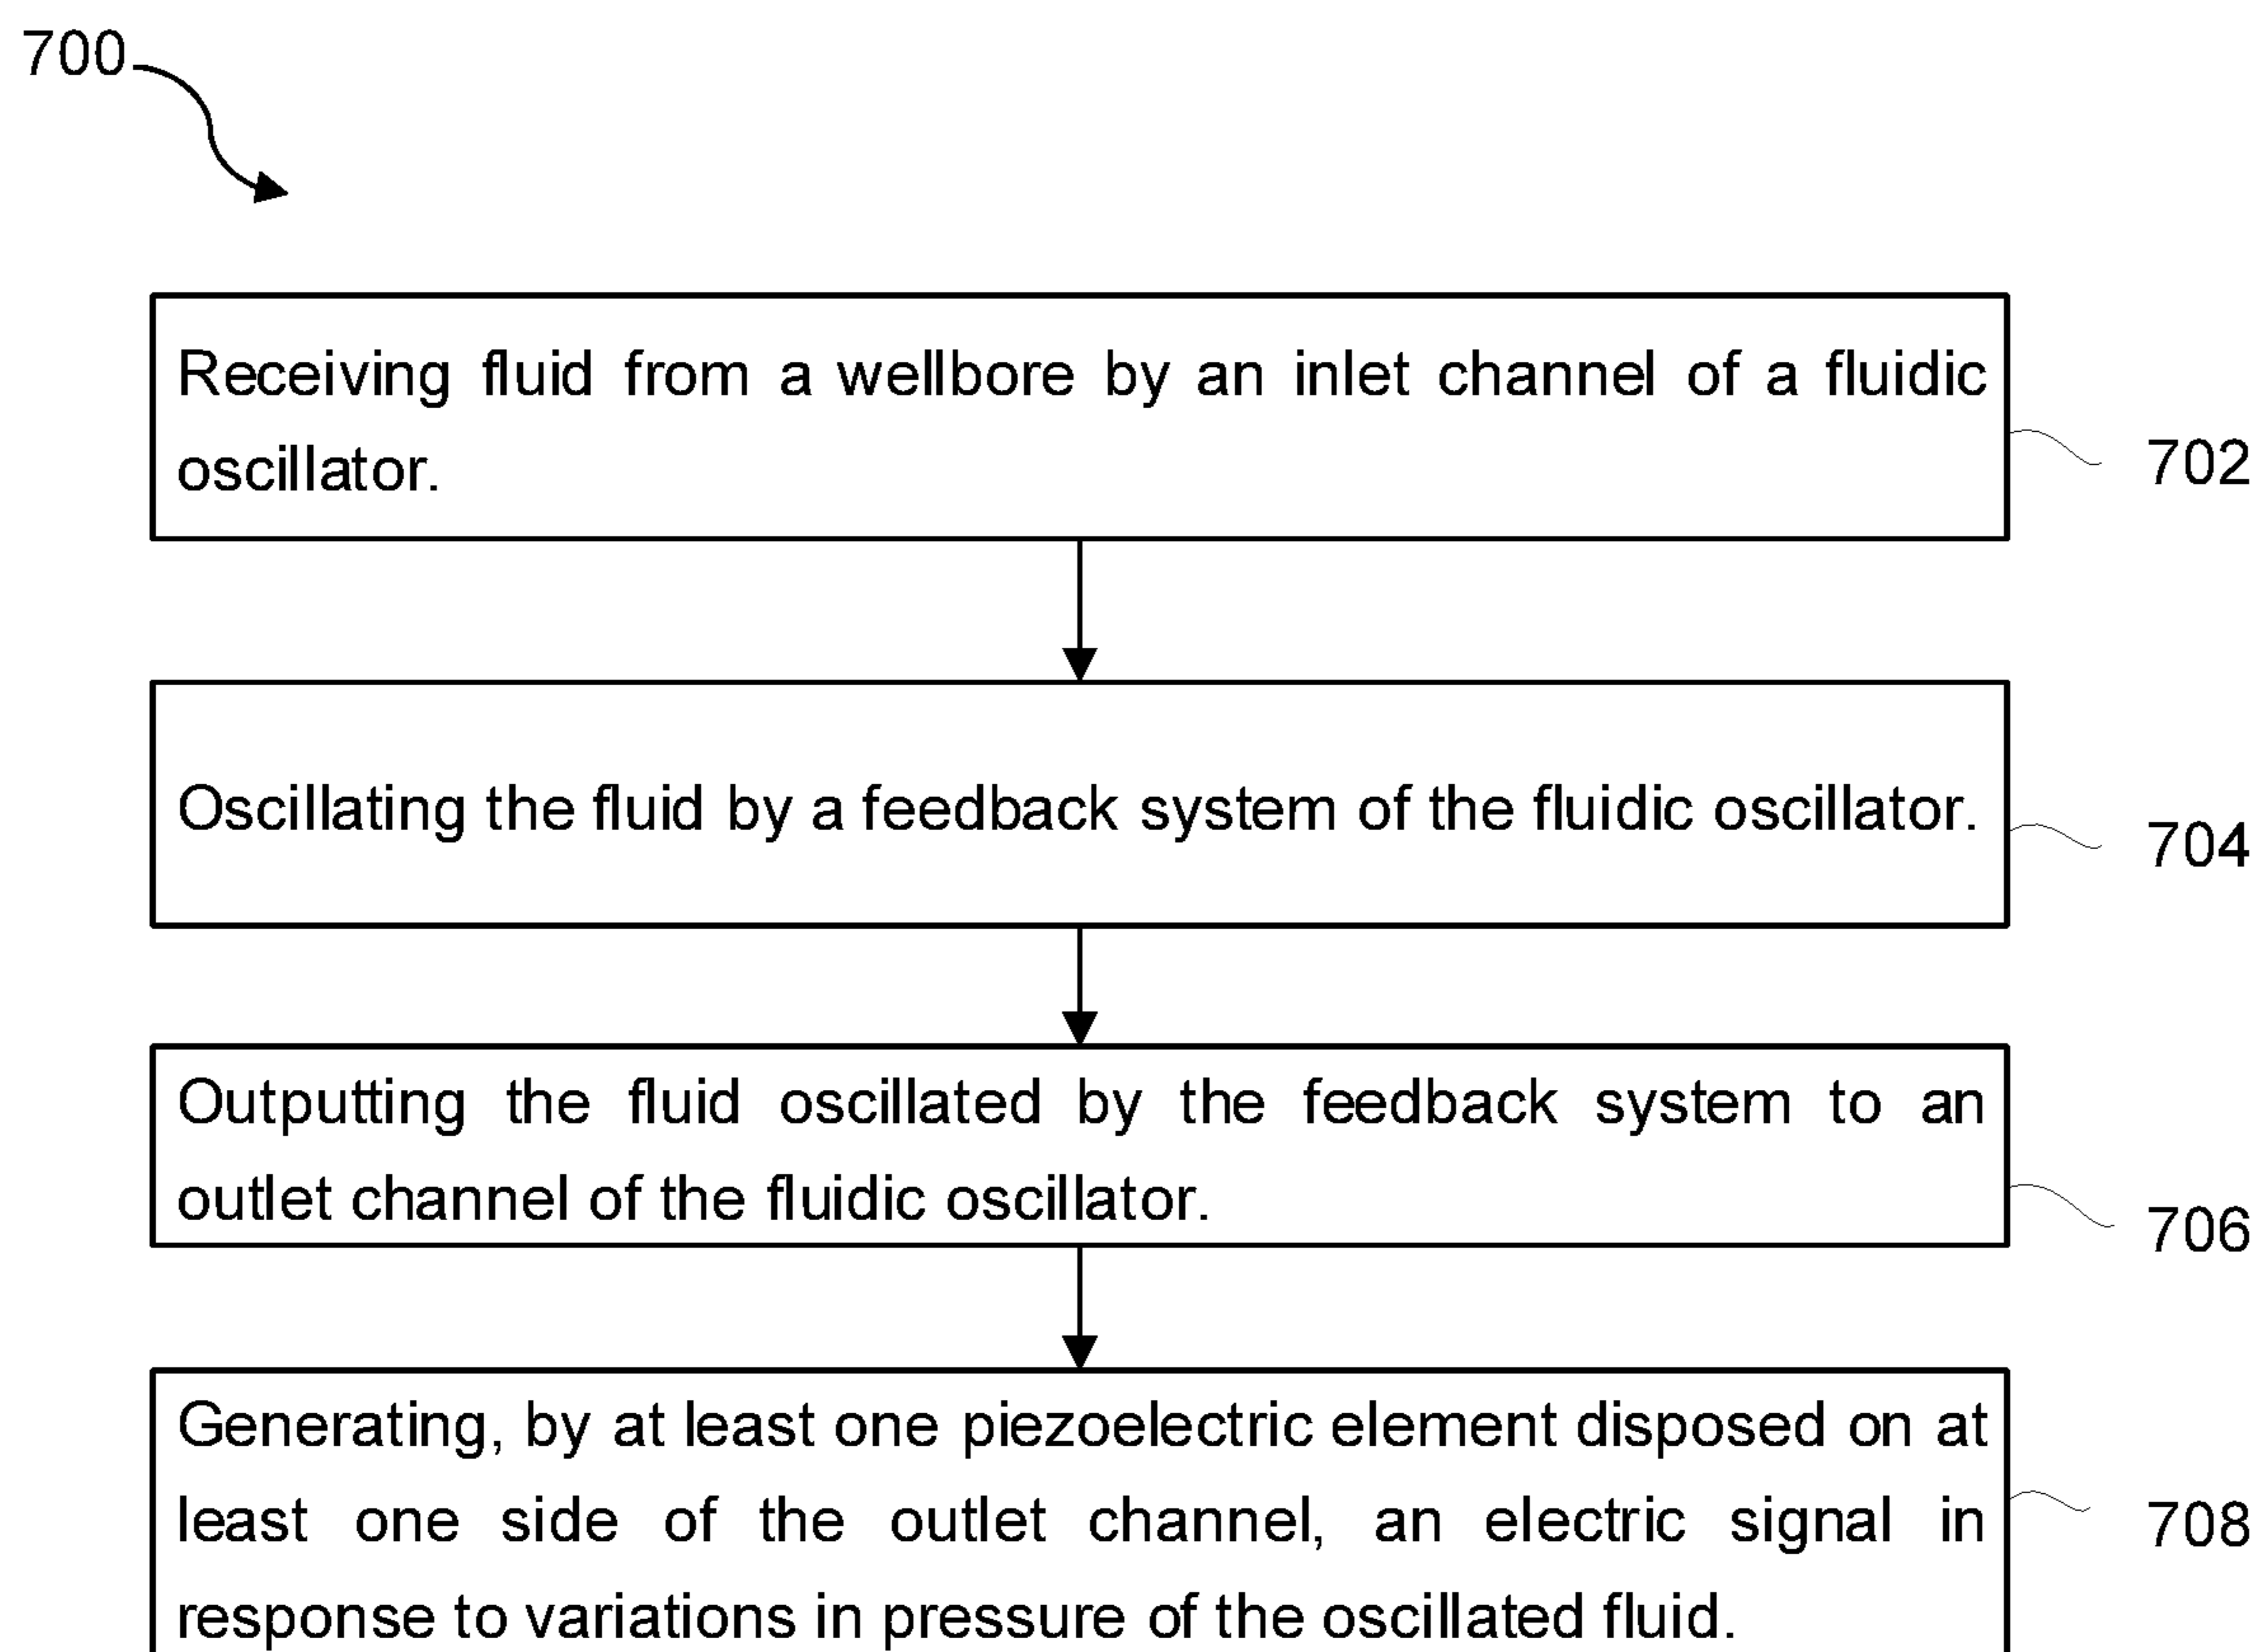 700
Receiving fluid from a wellbore by an inlet channel of a fluidic
oscillator.
702
Oscillating the fluid by a feedback system of the fluidic oscillator.
704
Outputting the fluid oscillated by the feedback system to an
outlet channel of the fluidic oscillator.
706
Generating, by at least one piezoelectric element disposed on at
least one side of the outlet channel, an electric signal in
response to variations in pressure of the oscillated fluid.
708